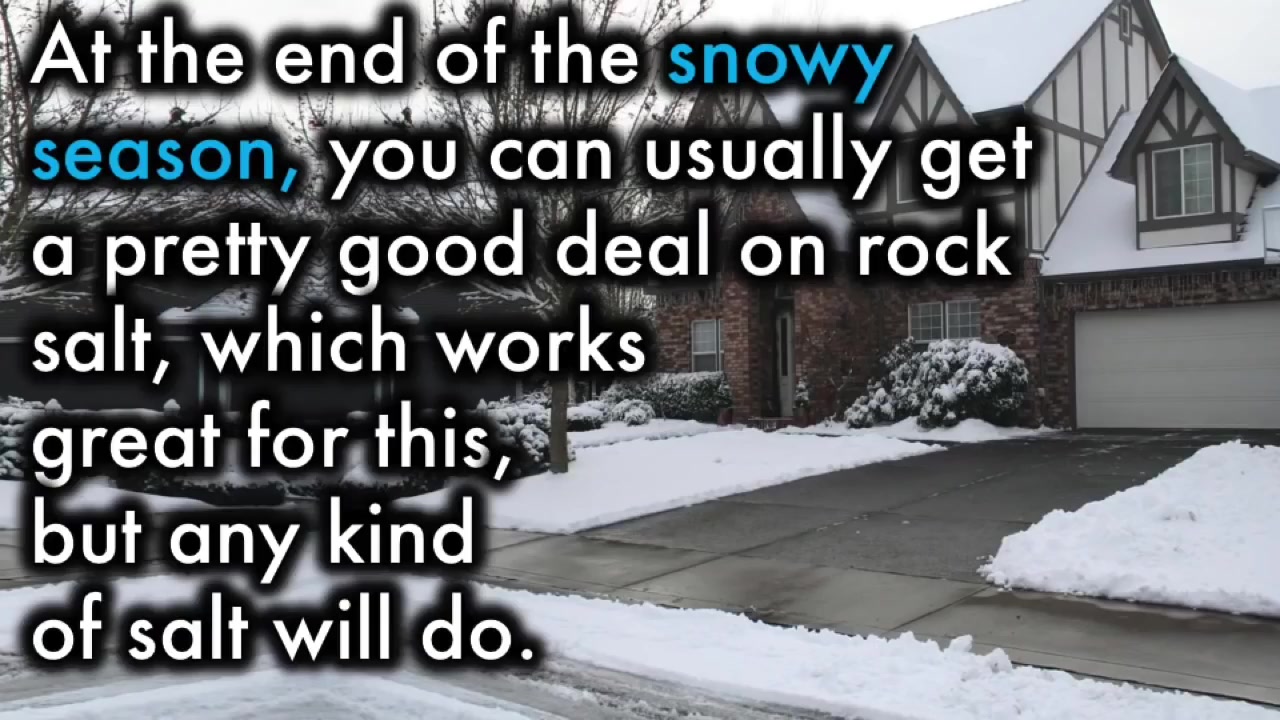 At the end of the snowy
season, you can usually get
a pretty good deal on rock
salt, which works
great for this,
but any kind
of salt will do.